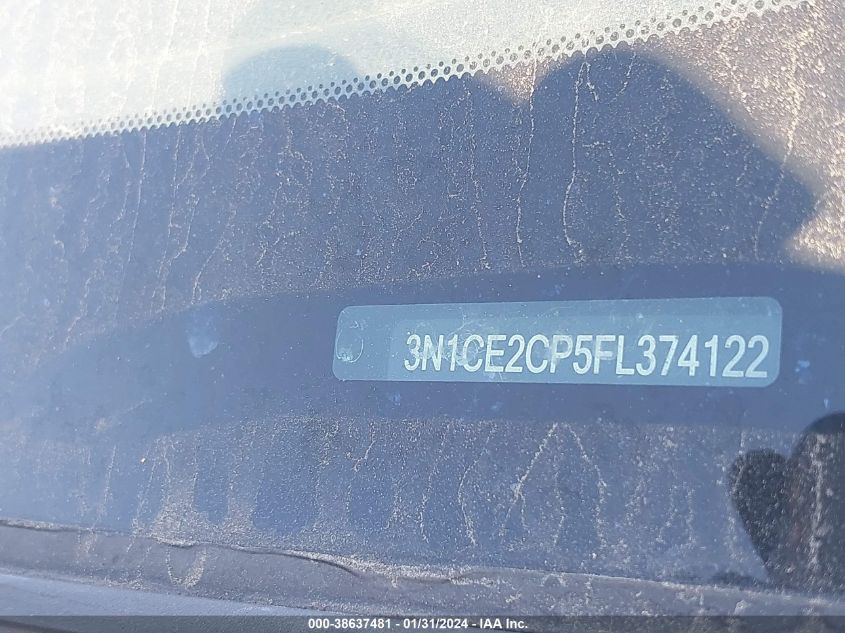 3N1CE2CP5FL374122
000-38637481 - 01/31/2024 - IAA Inc.